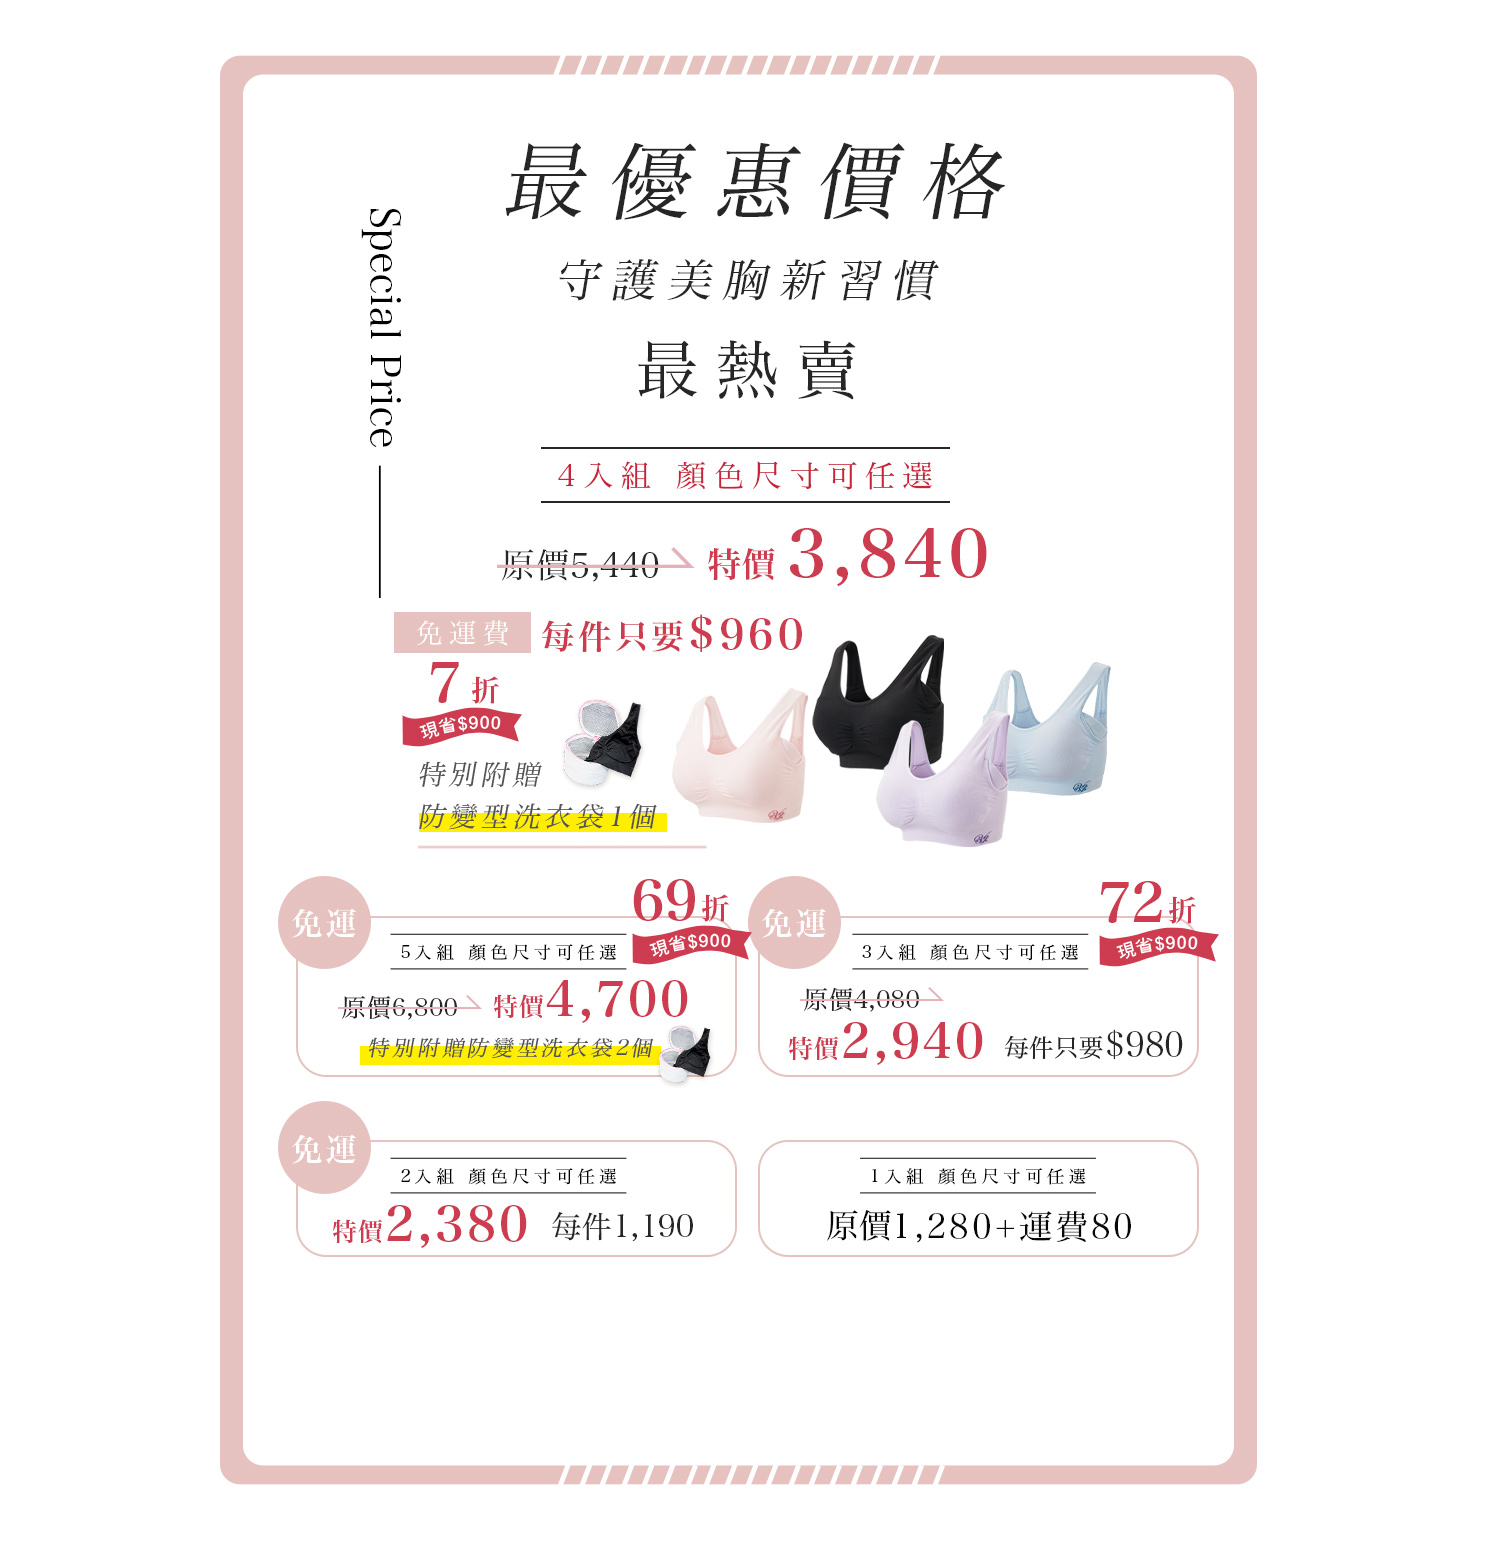 最優惠價格
Special Price
守護美胸新習慣
最熱賣
4入組 顏色尺寸可任選
原價5,440 特價3,840
免運費 每件只要$960
7折
現省$900
特別附贈
防變型洗衣袋1個
免運
69折
現省$900
5入組 顏色尺寸可任選
原價6,800 特價4,700
特別附贈防變型洗衣袋2個
免運
72折
現省$900
3入組 顏色尺寸可任選
原價4,080
特價2,940 每件只要$980
免運
2入組 顏色尺寸可任選
特價2,380 每件1,190
1入組 顏色尺寸可任選
原價1,280+運費80